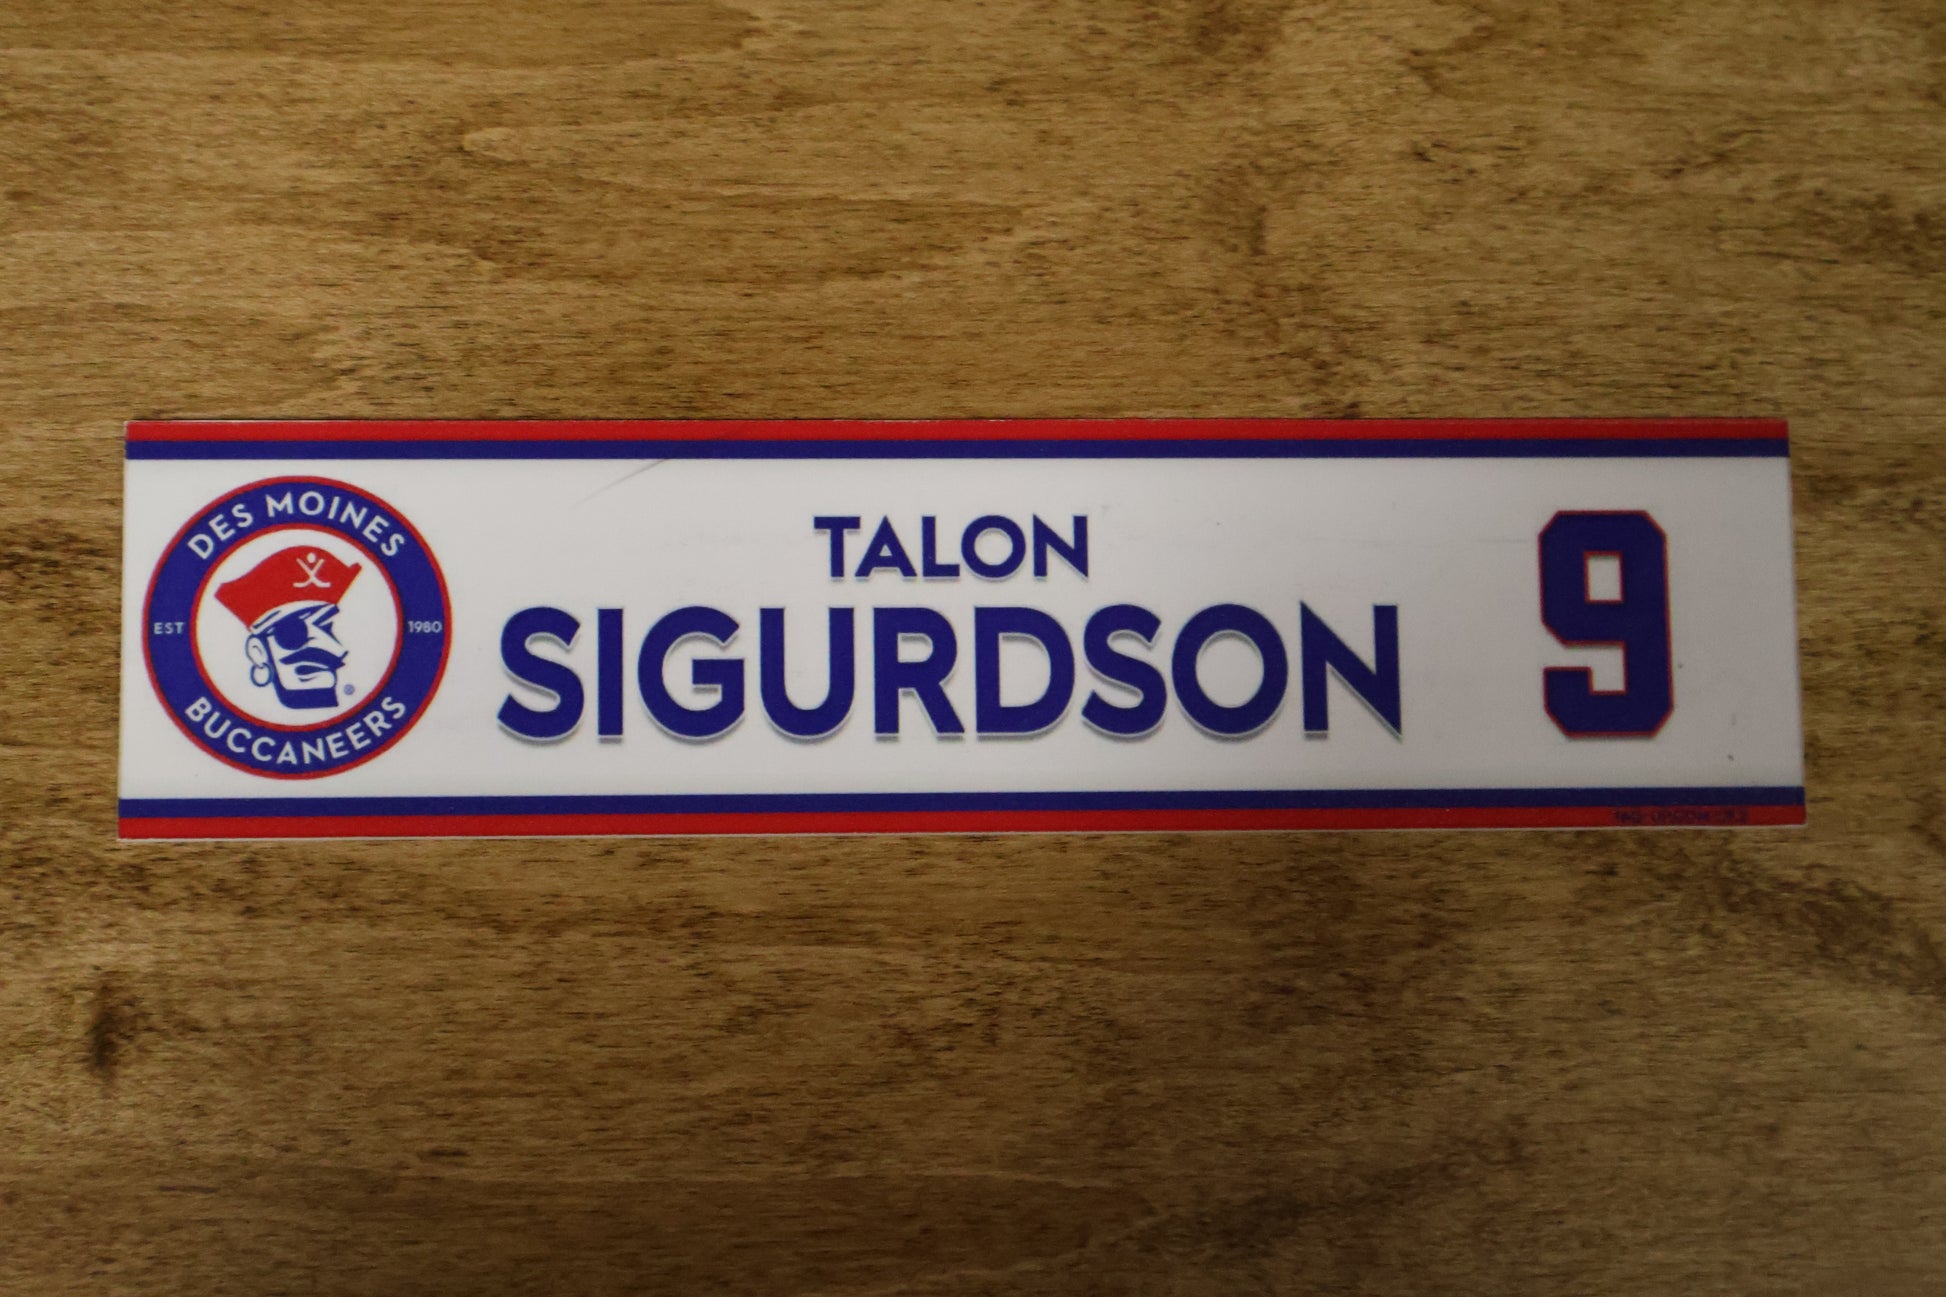 DES MOINES
EST 1980
BUCCANEERS
TALON
SIGURDSON
9